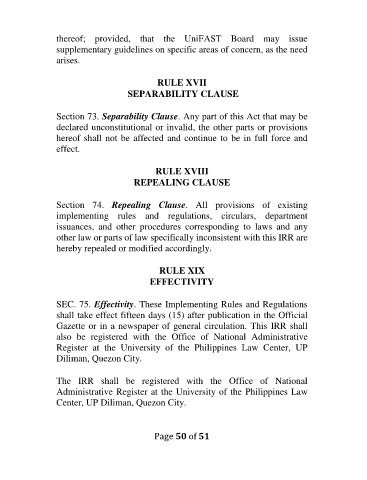 thereof; provided, that the UniFAST Board may issue
supplementary guidelines on specific areas of concern, as the need
arises.
RULE XVII
SEPARABILITY CLAUSE
Section 73. Separability Clause. Any part of this Act that may be
declared unconstitutional or invalid, the other parts or provisions
hereof shall not be affected and continue to be in full force and
effect.
RULE XVIII
REPEALING CLAUSE
Section 74. Repealing Clause. All provisions of existing
implementing rules and regulations, circulars, department
issuances, and other procedures corresponding to laws and any
other law or parts of law specifically inconsistent with this IRR are
hereby repealed or modified accordingly.
RULE XIX
EFFECTIVITY
SEC. 75. Effectivity. These Implementing Rules and Regulations
shall take effect fifteen days (15) after publication in the Official
Gazette or in a newspaper of general circulation. This IRR shall
also be registered with the Office of National Administrative
Register at the University of the Philippines Law Center, UP
Diliman, Quezon City.
The IRR shall be registered with the Office of National
Administrative Register at the University of the Philippines Law
Center, UP Diliman, Quezon City.
Page 50 of 51